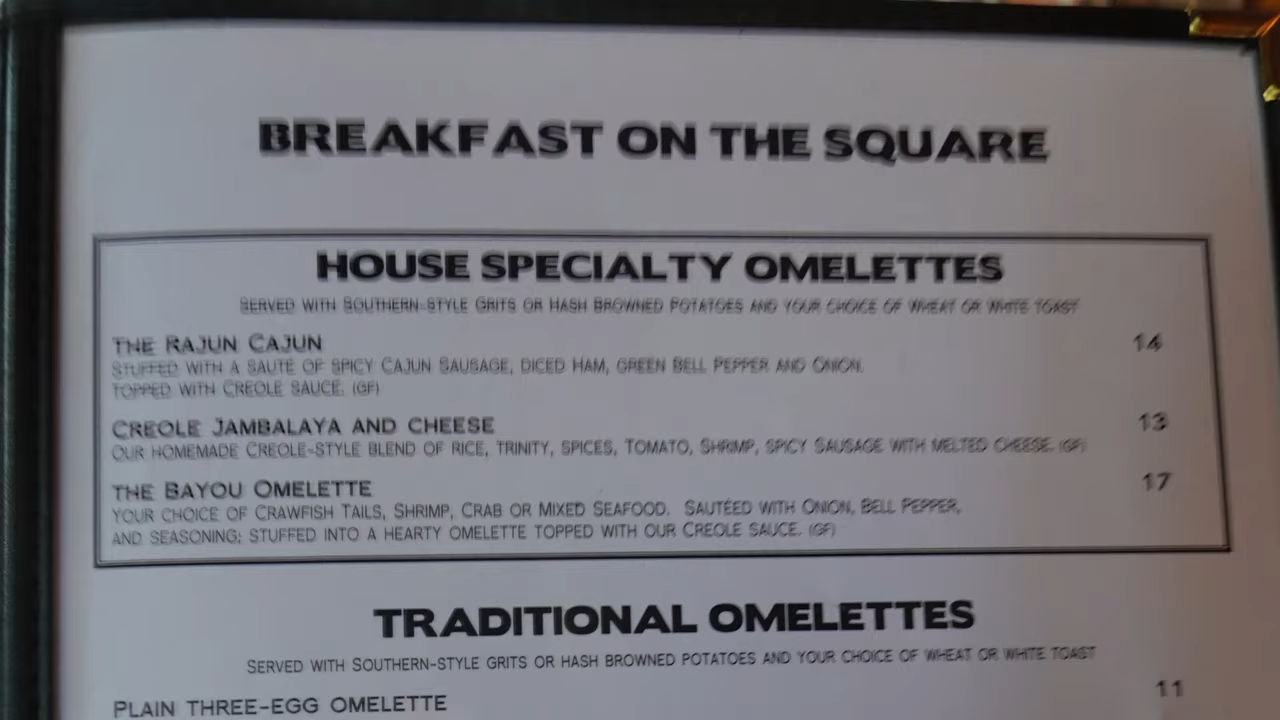 BREAKFAST ON THE SQUARE
HOUSE SPECIALTY OMELETTES
SERVED WITH SOUTHERN-STYLE GRITS OR HASH BROWNED POTATOES AND YOUR CHOICE OF WHEAT OR WHITE TOAST
THE RAJUN CAJUN 14
STUFFED WITH A SAUTE OF SPICY CAJUN SAUSAGE, DICED HAM, GREEN BELL PEPPER AND ONION.
TOPPED WITH CREOLE SAUCE. (GF)
CREOLE JAMBALAYA AND CHEESE 13
OUR HOMEMADE CREOLE-STYLE BLEND OF RICE, TRINITY, SPICES, TOMATO, SHRIMP, SPICY SAUSAGE WITH MELTED CHEESE. (GF)
THE BAYOU OMELETTE 17
YOUR CHOICE OF CRAWFISH TAILS, SHRIMP, CRAB OR MIXED SEAFOOD. SAUTÉED WITH ONION, BELL PEPPER,
AND SEASONING; STUFFED INTO A HEARTY OMELETTE TOPPED WITH OUR CREOLE SAUCE. (GF)
TRADITIONAL OMELETTES
SERVED WITH SOUTHERN-STYLE GRITS OR HASH BROWNED POTATOES AND YOUR CHOICE OF WHEAT OR WHITE TOAST
PLAIN THREE-EGG OMELETTE 11